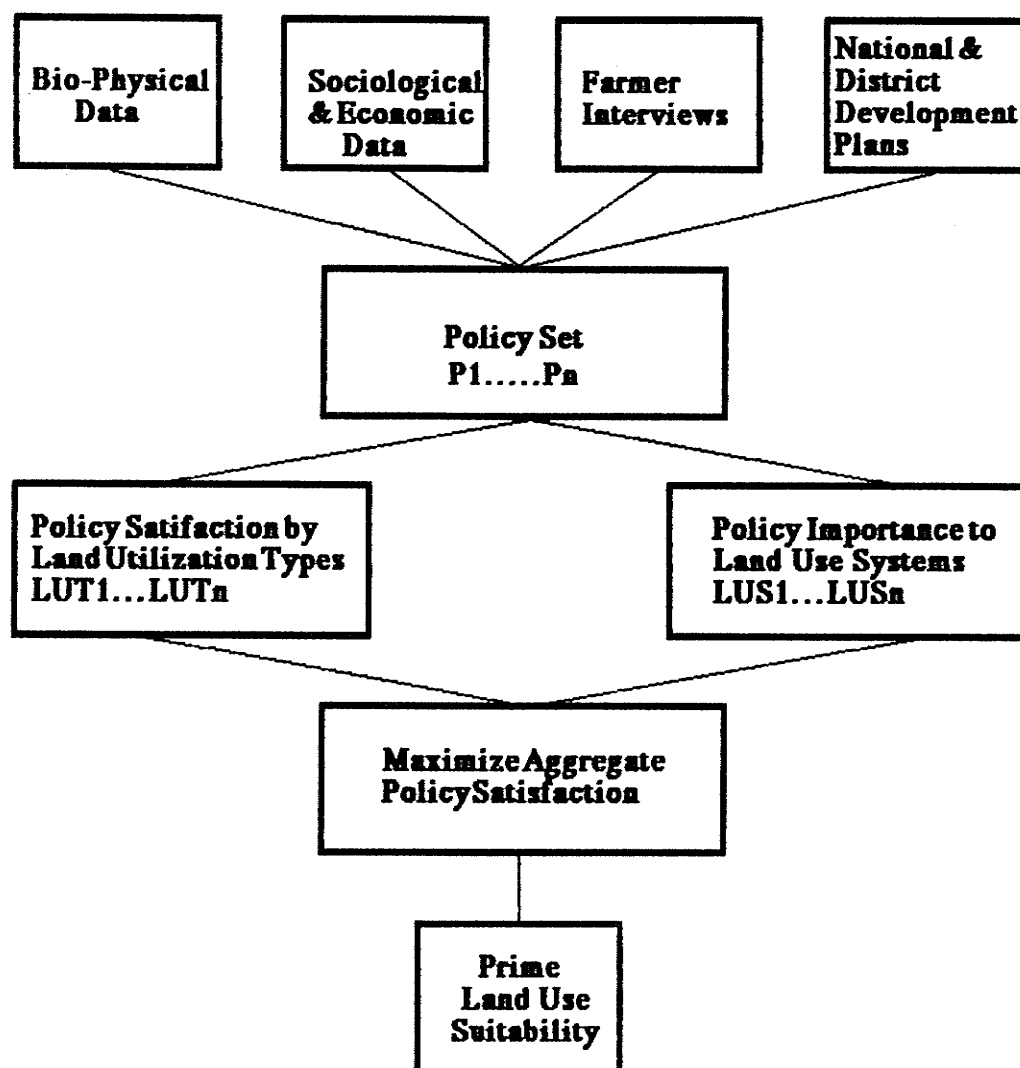 Bio-Physical
Data
Sociological
& Economic
Data
Farmer
Interviews
National &
District
Development
Plans
Policy Set
P1.....Pn
Policy Satifaction by
Land Utilization Types
LUT1...LUTn
Policy Importance to
Land Use Systems
LUS1...LUSn
Maximize Aggregate
Policy Satisfaction
Prime
Land Use
Suitability